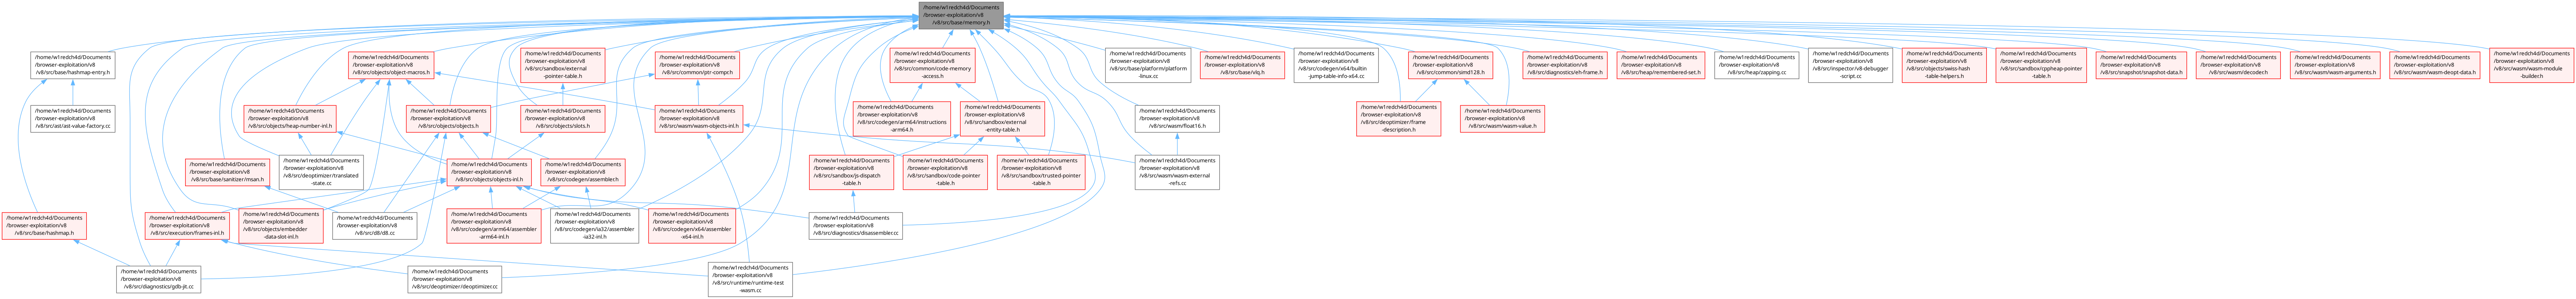 /home/w1redch4d/Documents
/browser-exploitation/v8
/v8/src/base/memory.h
/home/w1redch4d/Documents
/browser-exploitation/v8
/v8/src/base/hashmap-entry.h
/home/w1redch4d/Documents
/browser-exploitation/v8
/v8/src/objects/object-macros.h
/home/w1redch4d/Documents
/browser-exploitation/v8
/v8/src/sandbox/external
-pointer-table.h
/home/w1redch4d/Documents
/browser-exploitation/v8
/v8/src/common/ptr-compr.h
/home/w1redch4d/Documents
/browser-exploitation/v8
/v8/src/common/code-memory
-access.h
/home/w1redch4d/Documents
/browser-exploitation/v8
/v8/src/base/platform/platform
-linux.cc
/home/w1redch4d/Documents
/browser-exploitation/v8
/v8/src/base/vlq.h
/home/w1redch4d/Documents
/browser-exploitation/v8
/v8/src/codegen/x64/builtin
-jump-table-info-x64.cc
/home/w1redch4d/Documents
/browser-exploitation/v8
/v8/src/common/simd128.h
/home/w1redch4d/Documents
/browser-exploitation/v8
/v8/src/diagnostics/eh-frame.h
/home/w1redch4d/Documents
/browser-exploitation/v8
/v8/src/heap/remembered-set.h
/home/w1redch4d/Documents
/browser-exploitation/v8
/v8/src/heap/zapping.cc
/home/w1redch4d/Documents
/browser-exploitation/v8
/v8/src/inspector/v8-debugger
-script.cc
/home/w1redch4d/Documents
/browser-exploitation/v8
/v8/src/objects/swiss-hash
-table-helpers.h
/home/w1redch4d/Documents
/browser-exploitation/v8
/v8/src/sandbox/cppheap-pointer
-table.h
/home/w1redch4d/Documents
/browser-exploitation/v8
/v8/src/snapshot/snapshot-data.h
/home/w1redch4d/Documents
/browser-exploitation/v8
/v8/src/wasm/decoder.h
/home/w1redch4d/Documents
/browser-exploitation/v8
/v8/src/wasm/wasm-arguments.h
/home/w1redch4d/Documents
/browser-exploitation/v8
/v8/src/wasm/wasm-deopt-data.h
/home/w1redch4d/Documents
/browser-exploitation/v8
/v8/src/wasm/wasm-module
-builder.h
/home/w1redch4d/Documents
/browser-exploitation/v8
/v8/src/ast/ast-value-factory.cc
/home/w1redch4d/Documents
/browser-exploitation/v8
/v8/src/objects/heap-number-inl.h
/home/w1redch4d/Documents
/browser-exploitation/v8
/v8/src/objects/objects.h
/home/w1redch4d/Documents
/browser-exploitation/v8
/v8/src/objects/slots.h
/home/w1redch4d/Documents
/browser-exploitation/v8
/v8/src/wasm/wasm-objects-inl.h
/home/w1redch4d/Documents
/browser-exploitation/v8
/v8/src/codegen/arm64/instructions
-arm64.h
/home/w1redch4d/Documents
/browser-exploitation/v8
/v8/src/sandbox/external
-entity-table.h
/home/w1redch4d/Documents
/browser-exploitation/v8
/v8/src/wasm/float16.h
/home/w1redch4d/Documents
/browser-exploitation/v8
/v8/src/deoptimizer/frame
-description.h
/home/w1redch4d/Documents
/browser-exploitation/v8
/v8/src/wasm/wasm-value.h
/home/w1redch4d/Documents
/browser-exploitation/v8
/v8/src/base/sanitizer/msan.h
/home/w1redch4d/Documents
/browser-exploitation/v8
/v8/src/deoptimizer/translated
-state.cc
/home/w1redch4d/Documents
/browser-exploitation/v8
/v8/src/objects/objects-inl.h
/home/w1redch4d/Documents
/browser-exploitation/v8
/v8/src/codegen/assembler.h
/home/w1redch4d/Documents
/browser-exploitation/v8
/v8/src/sandbox/js-dispatch
-table.h
/home/w1redch4d/Documents
/browser-exploitation/v8
/v8/src/sandbox/code-pointer
-table.h
/home/w1redch4d/Documents
/browser-exploitation/v8
/v8/src/sandbox/trusted-pointer
-table.h
/home/w1redch4d/Documents
/browser-exploitation/v8
/v8/src/wasm/wasm-external
-refs.cc
/home/w1redch4d/Documents
/browser-exploitation/v8
/v8/src/base/hashmap.h
/home/w1redch4d/Documents
/browser-exploitation/v8
/v8/src/execution/frames-inl.h
/home/w1redch4d/Documents
/browser-exploitation/v8
/v8/src/objects/embedder
-data-slot-inl.h
/home/w1redch4d/Documents
/browser-exploitation/v8
/v8/src/d8/d8.cc
/home/w1redch4d/Documents
/browser-exploitation/v8
/v8/src/codegen/arm64/assembler
-arm64-inl.h
/home/w1redch4d/Documents
/browser-exploitation/v8
/v8/src/codegen/ia32/assembler
-ia32-inl.h
/home/w1redch4d/Documents
/browser-exploitation/v8
/v8/src/codegen/x64/assembler
-x64-inl.h
/home/w1redch4d/Documents
/browser-exploitation/v8
/v8/src/diagnostics/disassembler.cc
/home/w1redch4d/Documents
/browser-exploitation/v8
/v8/src/diagnostics/gdb-jit.cc
/home/w1redch4d/Documents
/browser-exploitation/v8
/v8/src/deoptimizer/deoptimizer.cc
/home/w1redch4d/Documents
/browser-exploitation/v8
/v8/src/runtime/runtime-test
-wasm.cc